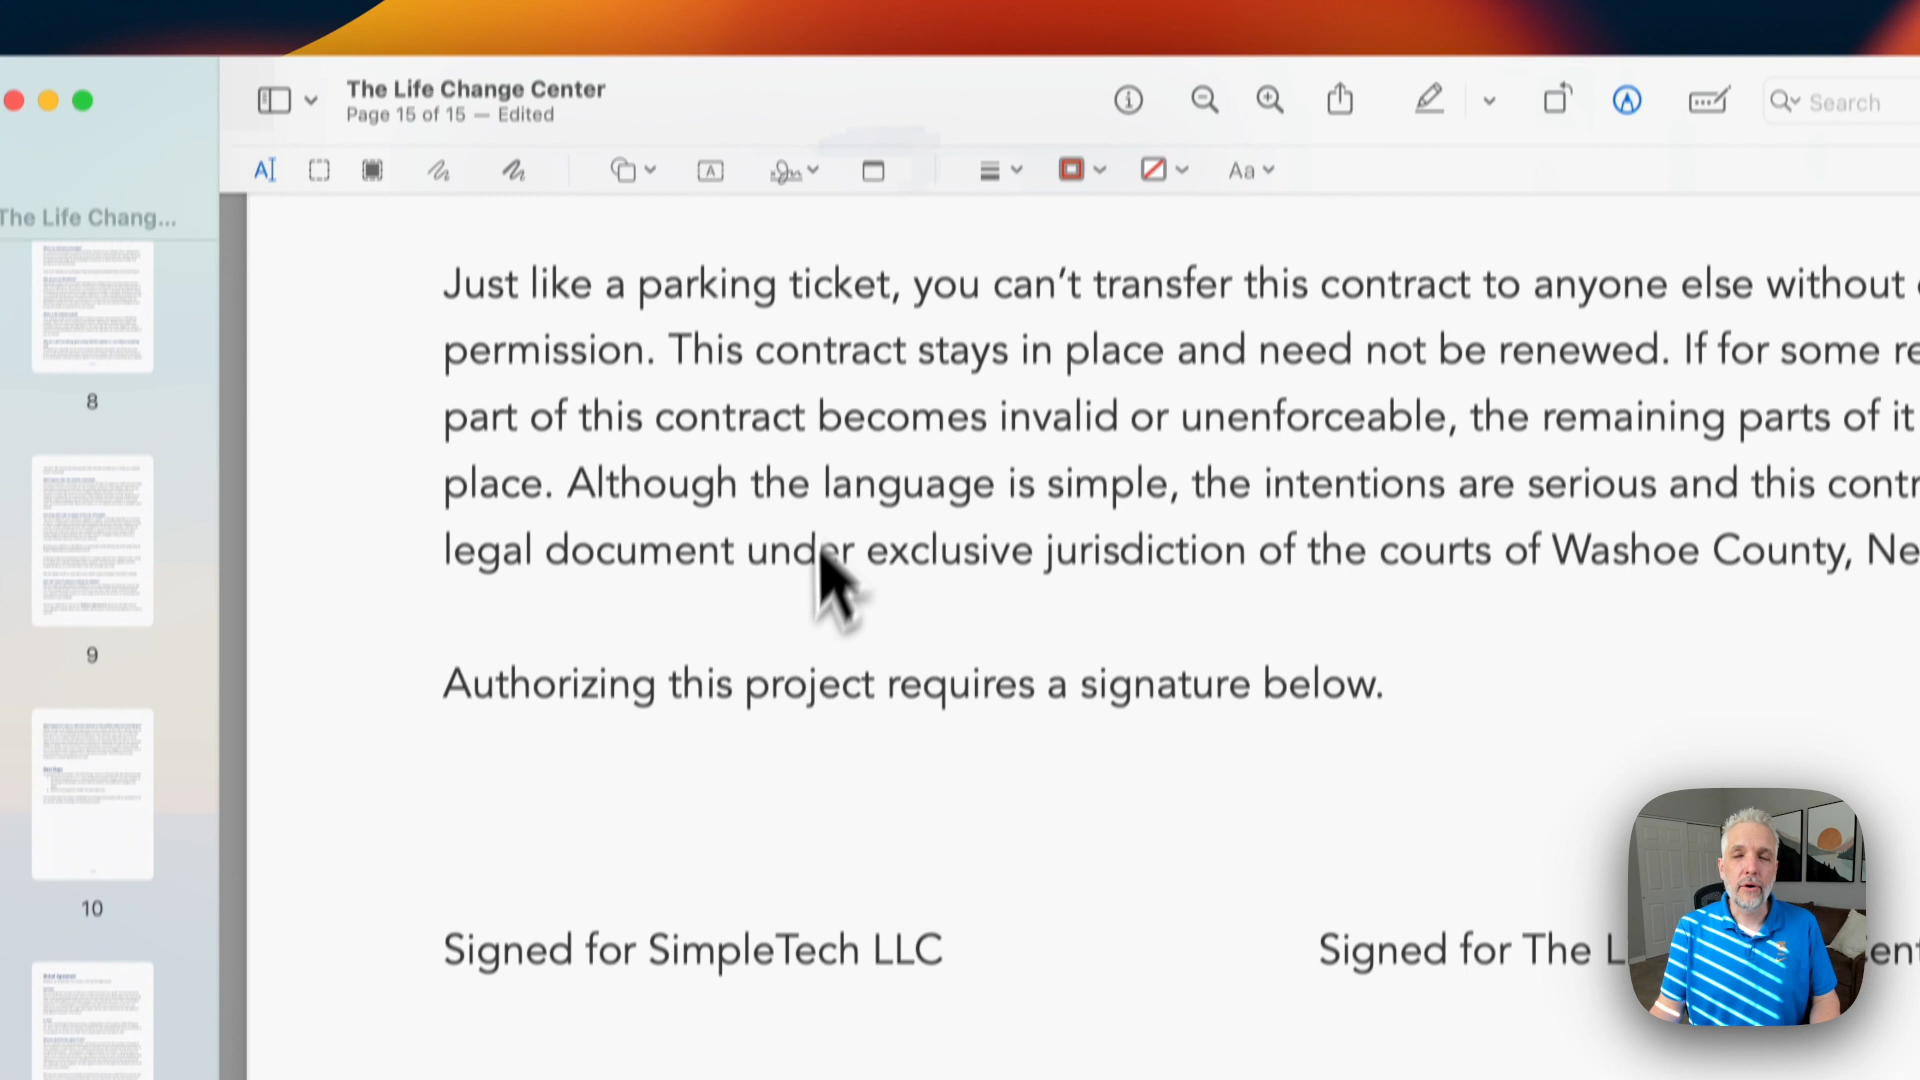 The Life Change Center
Page 15 of 15 — Edited
Search
Aa
The Life Chang...
Just like a parking ticket, you can't transfer this contract to anyone else without
permission. This contract stays in place and need not be renewed. If for some
part of this contract becomes invalid or unenforceable, the remaining parts of it
place. Although the language is simple, the intentions are serious and this
legal document under exclusive jurisdiction of the courts of Washoe County,
Authorizing this project requires a signature below.
Signed for SimpleTech LLC
Signed for The
8
9
10